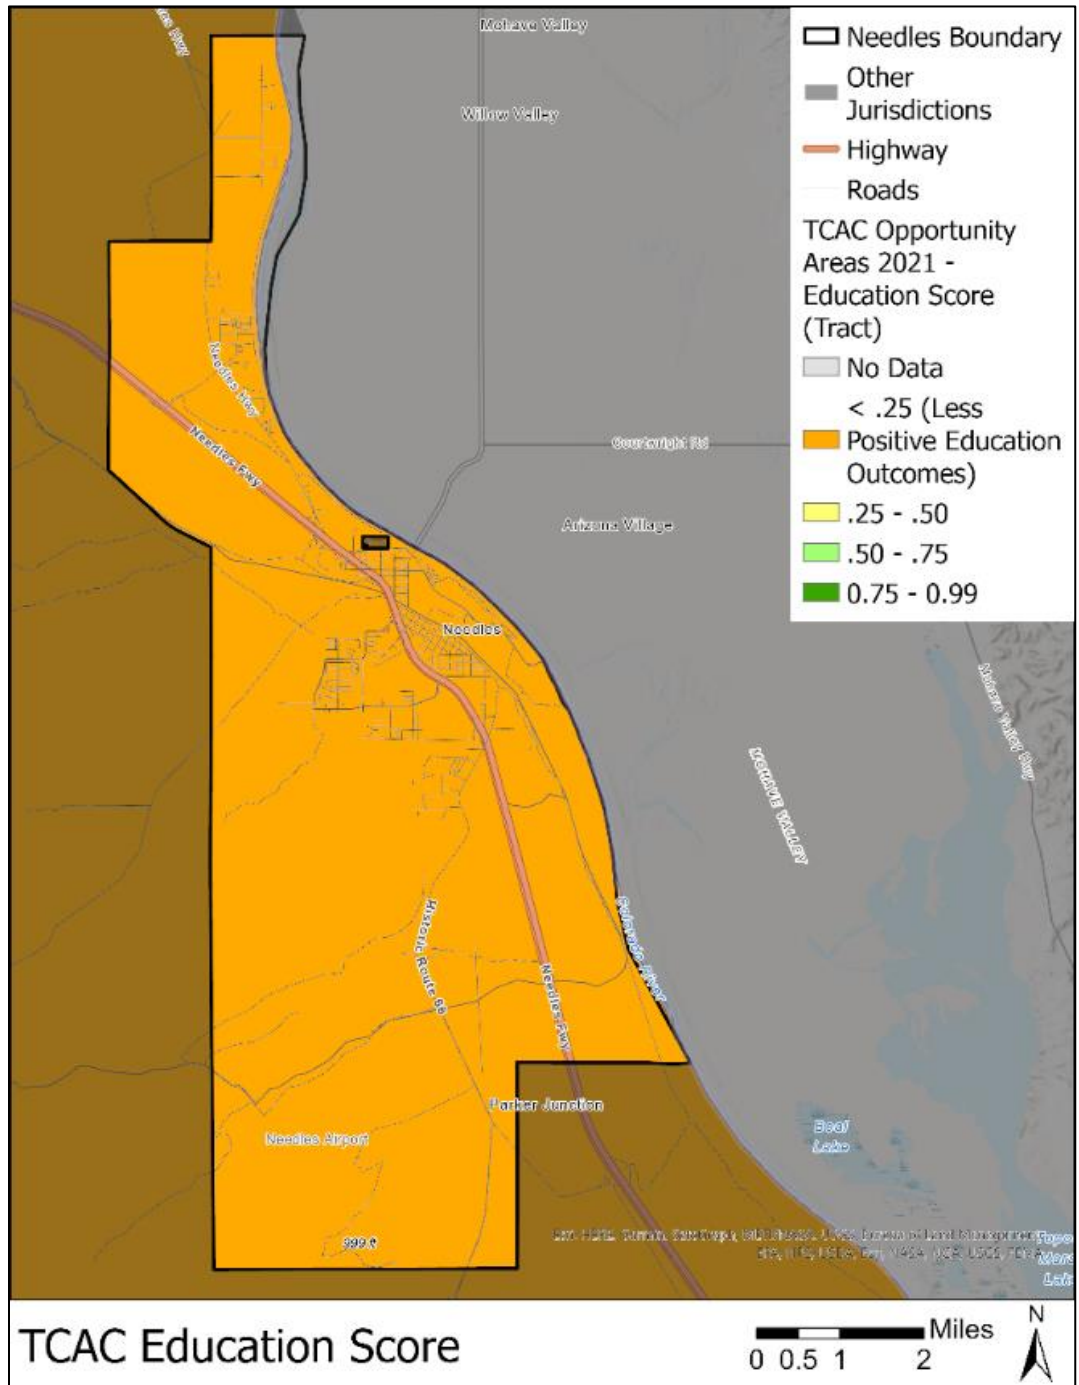 Mohave Valley
Willow Valley
Needles Boundary
Other
Jurisdictions
Highway
Roads
TCAC Opportunity
Areas 2021 -
Education Score
(Tract)
No Data
< .25 (Less
Positive Education
Outcomes)
.25 - .50
.50 - .75
0.75 - 0.99
Needles Hwy
Needles Fwy
Courtwright Rd
Arizona Village
Needles
Mohave Valley Hwy
MOHAVE VALLEY
Colorado River
Historic Route 66
Needles Fwy
Parker Junction
Needles Airport
Beal
Lake
999 ft
TCAC Education Score
Miles
0 0.5 1 2
N